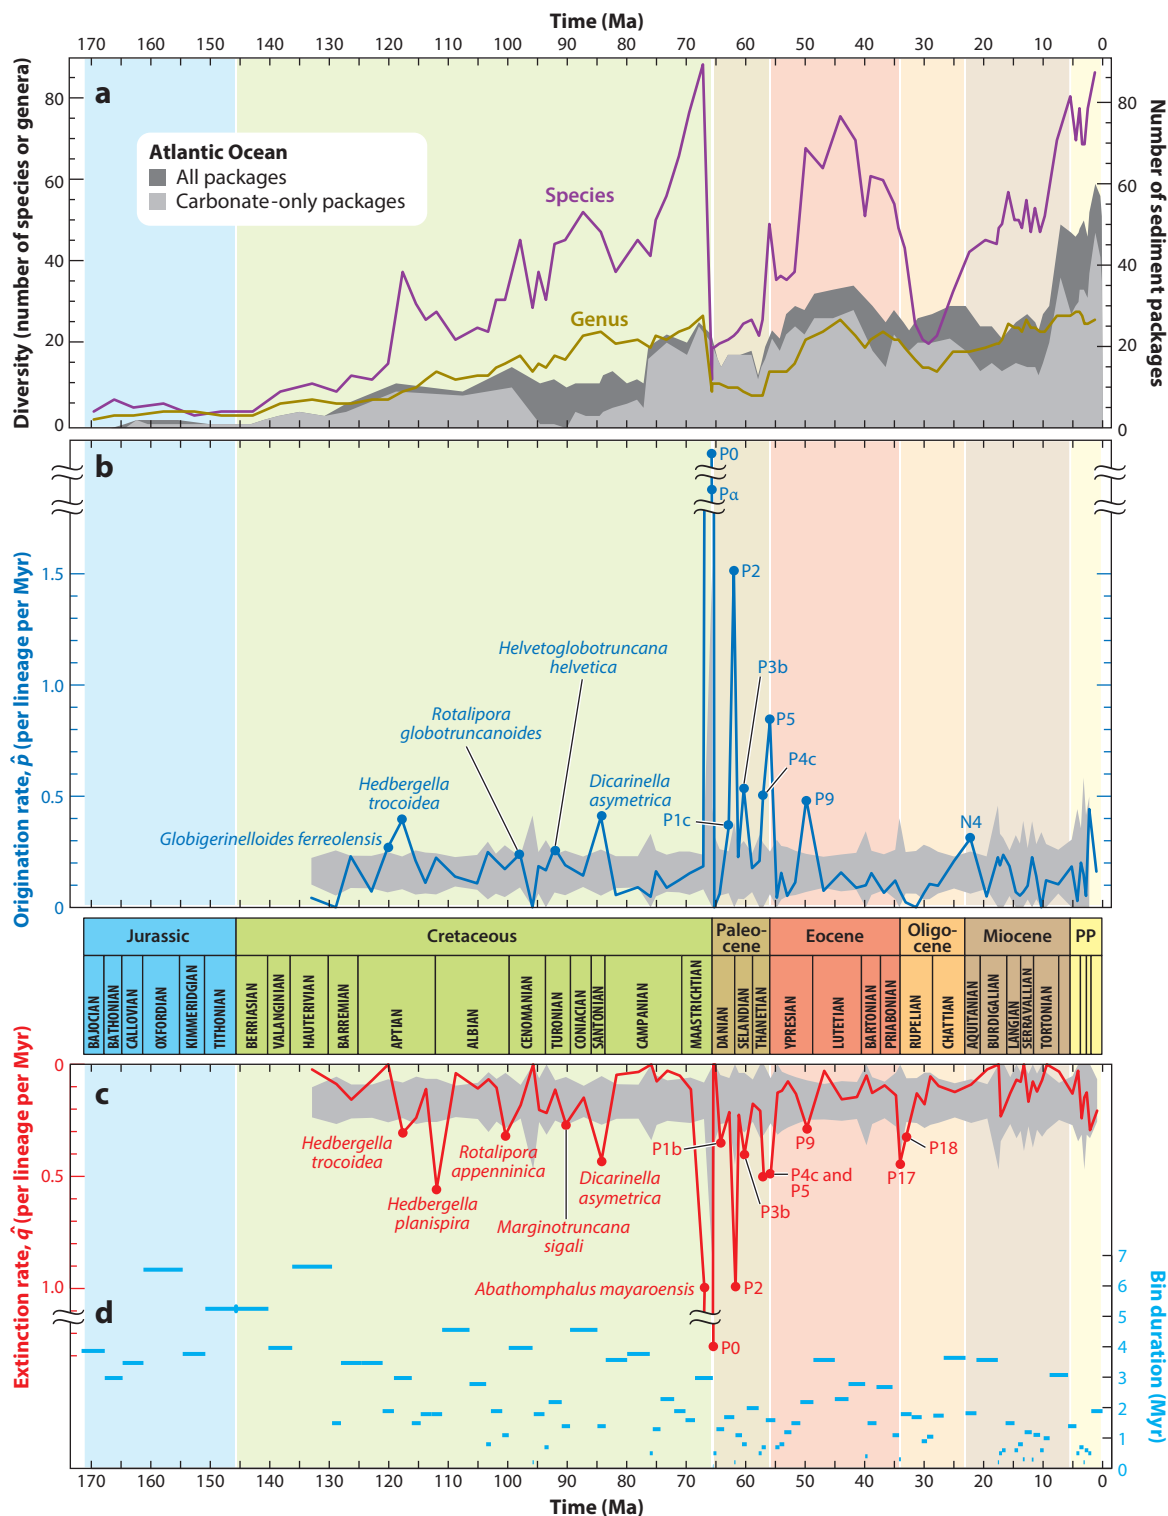 Time (Ma)
170 160 150 140 130 120 110 100 90 80 70 60 50 40 30 20 10 0
a
Diversity (number of species or genera)
80
60
40
20
0
Atlantic Ocean
All packages
Carbonate-only packages
Species
Genus
Number of sediment packages
80
60
40
20
0
b
Origination rate, p̂ (per lineage per Myr)
1.5
1.0
0.5
0
P0
Pα
P2
Helvetoglobotruncana
helvetica
P3b
Rotalipora
globotruncanoides
P5
Hedbergella
trocoidea
Dicarinella
asymetrica
P4c
P9
P1c
N4
Globigerinelloides ferreolensis
Jurassic
Cretaceous
Paleo-
cene
Eocene
Oligo-
cene
Miocene
PP
BAJOCIAN
BATHONIAN
CALLOVIAN
OXFORDIAN
KIMMERIDGIAN
TITHONIAN
BERRIASIAN
VALANGINIAN
HAUTERIVIAN
BARREMIAN
APTIAN
ALBIAN
CENOMANIAN
TURONIAN
CONIACIAN
SANTONIAN
CAMPANIAN
MAASTRICHTIAN
DANIAN
SELANDIAN
THANETIAN
YPRESIAN
LUTETIAN
BARTONIAN
PRIABONIAN
RUPELIAN
CHATTIAN
AQUITANIAN
BURDIGALIAN
LANGIAN
SERRAVALLIAN
TORTONIAN
c
Extinction rate, q̂ (per lineage per Myr)
0
0.5
1.0
Hedbergella
trocoidea
Rotalipora
appenninica
P1b
P9
P18
P17
Hedbergella
planispira
Dicarinella
asymetrica
P4c and
P5
P3b
Marginotruncana
sigali
Abathomphalus mayaroensis
P2
P0
d
Bin duration (Myr)
7
6
5
4
3
2
1
0
170 160 150 140 130 120 110 100 90 80 70 60 50 40 30 20 10 0
Time (Ma)